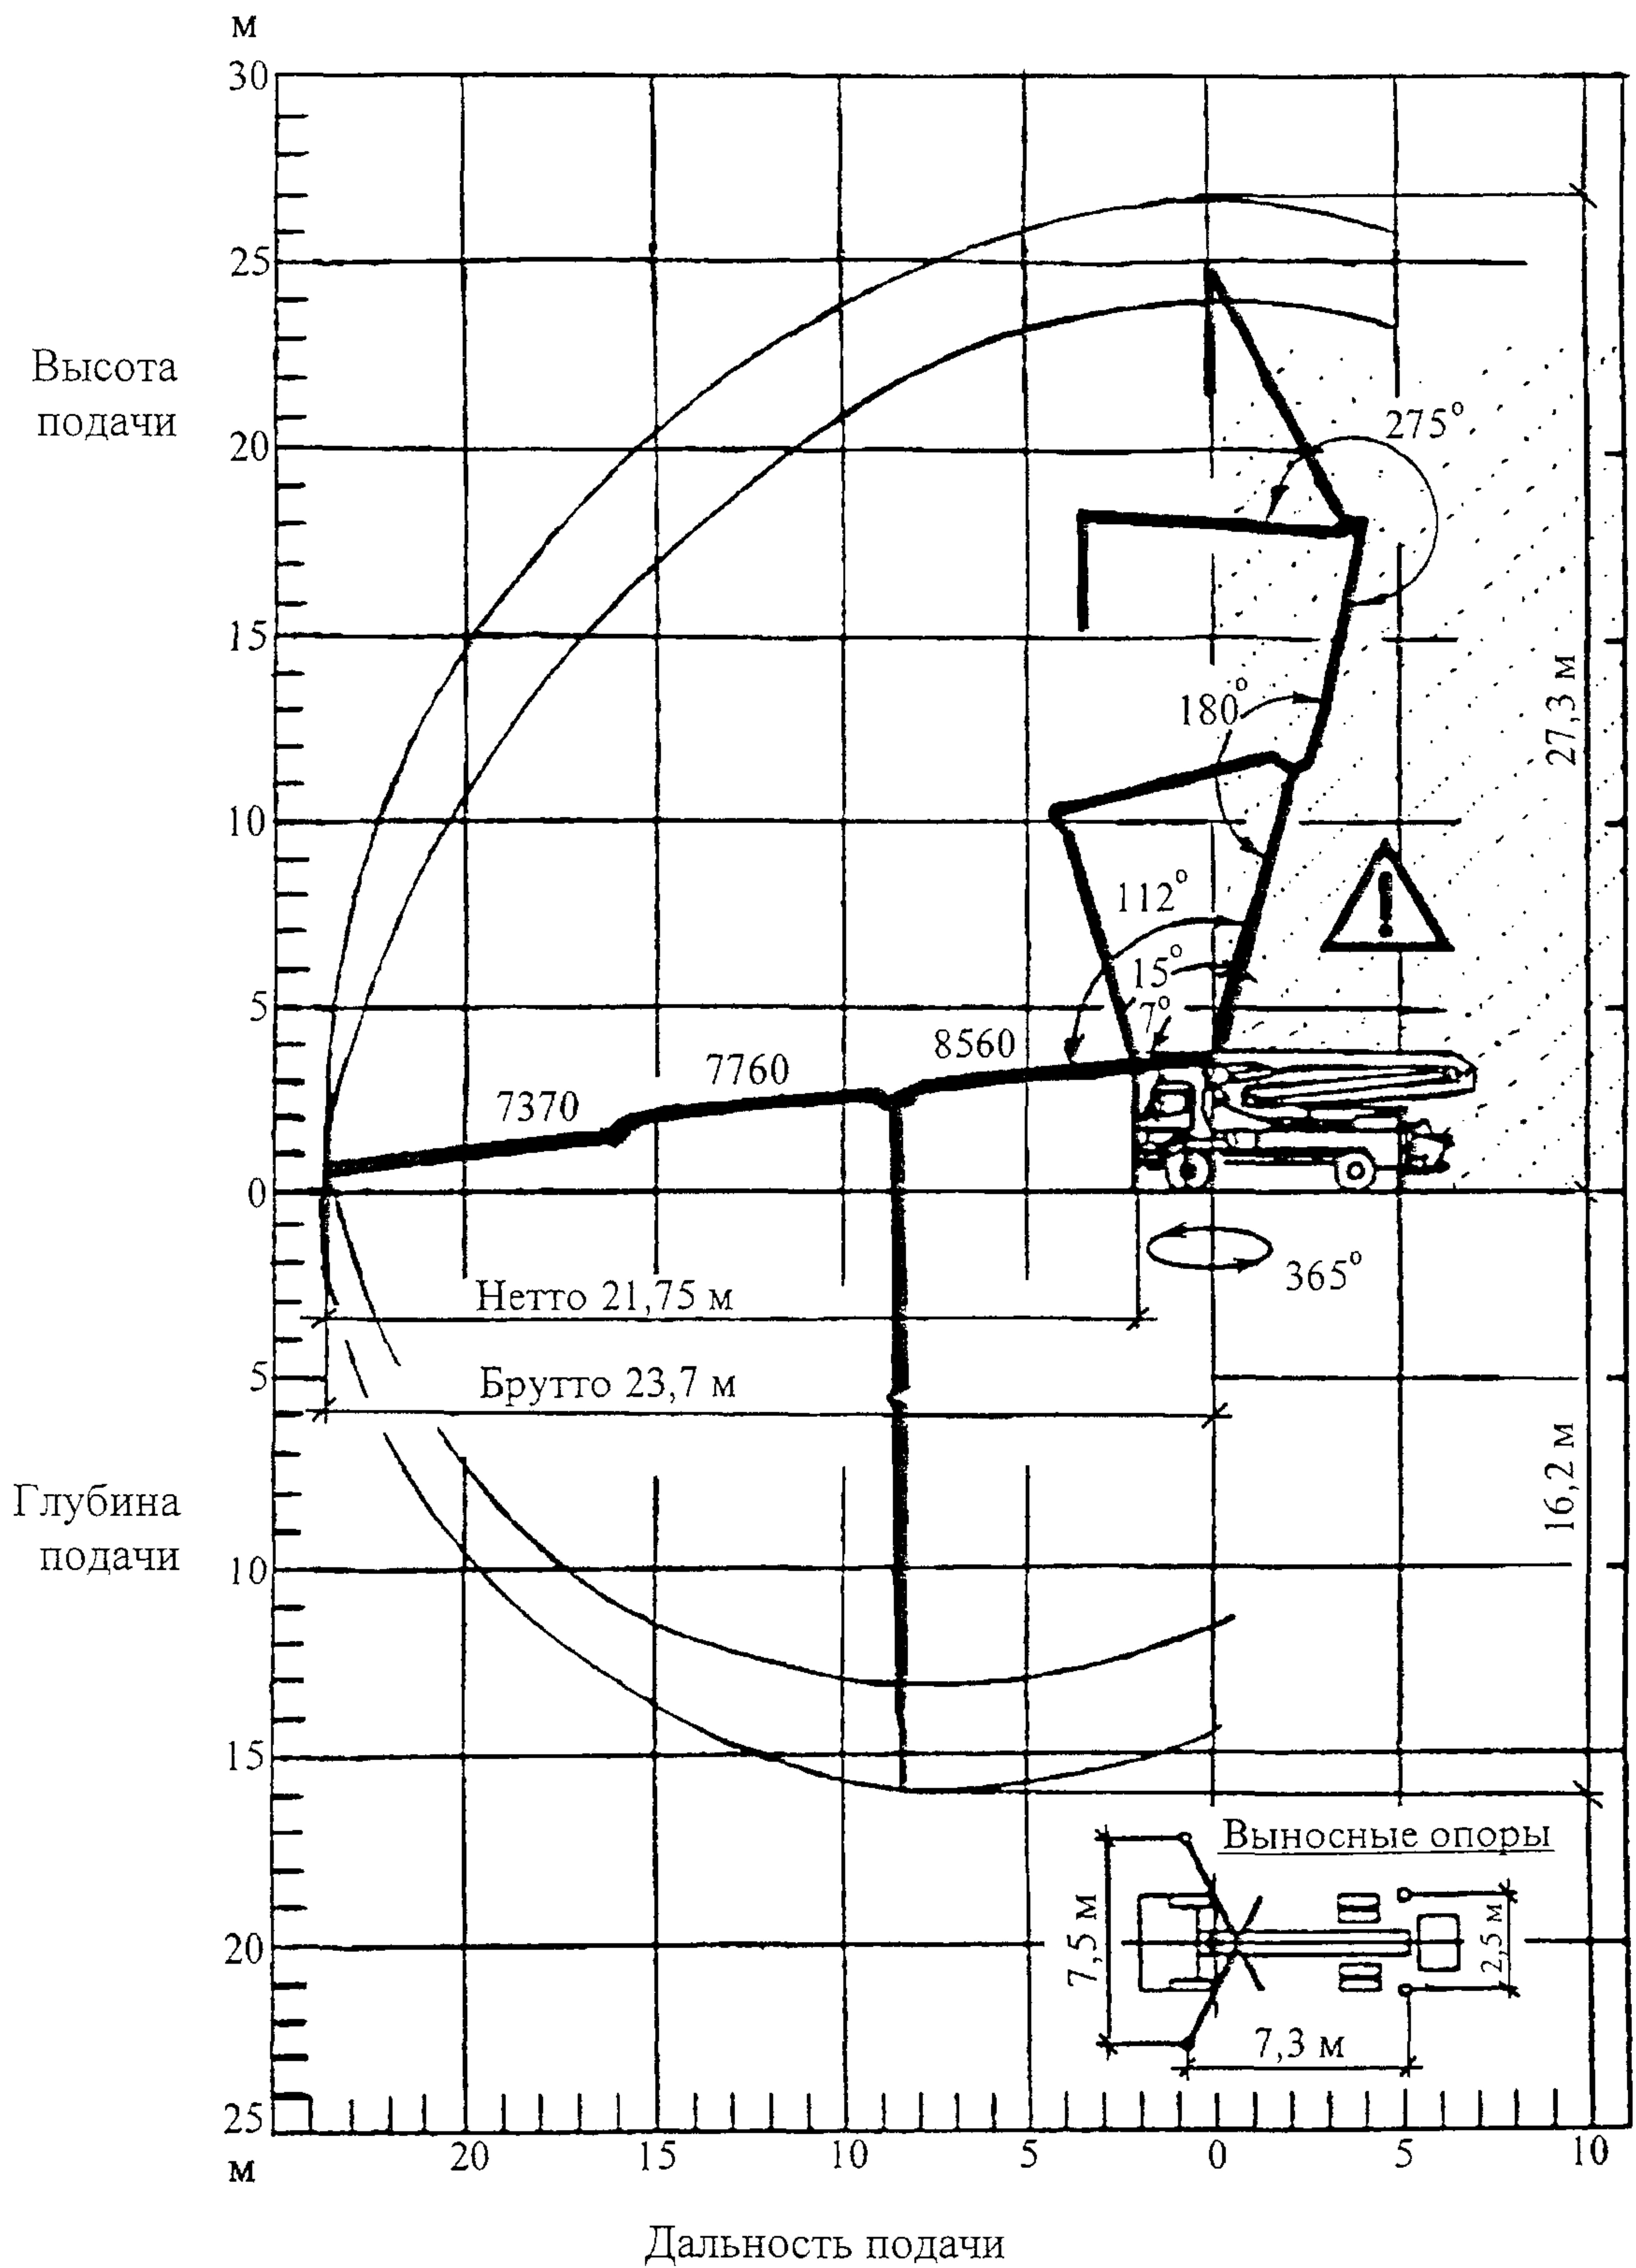 м
30
25
Высота
подачи
275°
20
15
27,3 м
180°
10
112°
15°
7°
5
8560
7760
7370
0
365°
Нетто 21,75 м
5
Брутто 23,7 м
16,2 м
Глубина
подачи
10
15
Выносные опоры
7,5 м
2,5 м
20
7,3 м
25
м
20 15 10 5 0 5 10
Дальность подачи